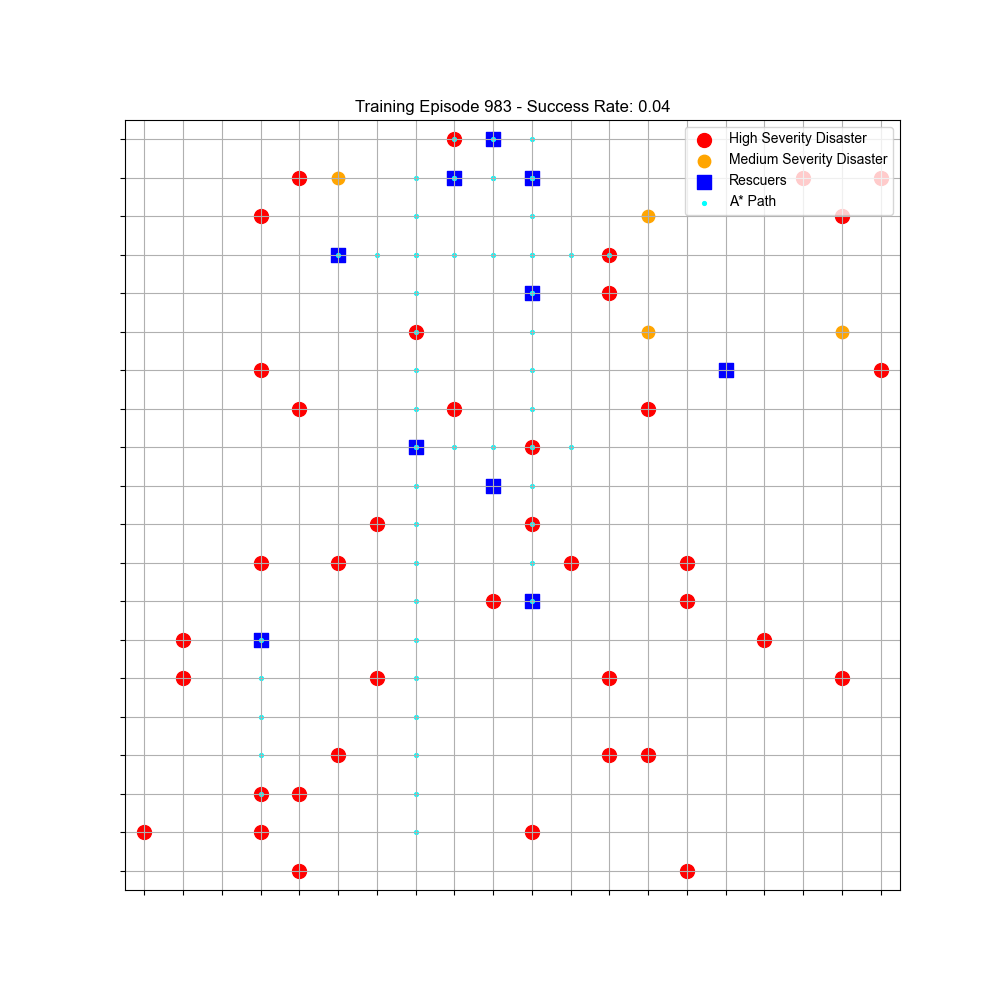 Training Episode 983 - Success Rate: 0.04
High Severity Disaster
Medium Severity Disaster
Rescuers
A* Path